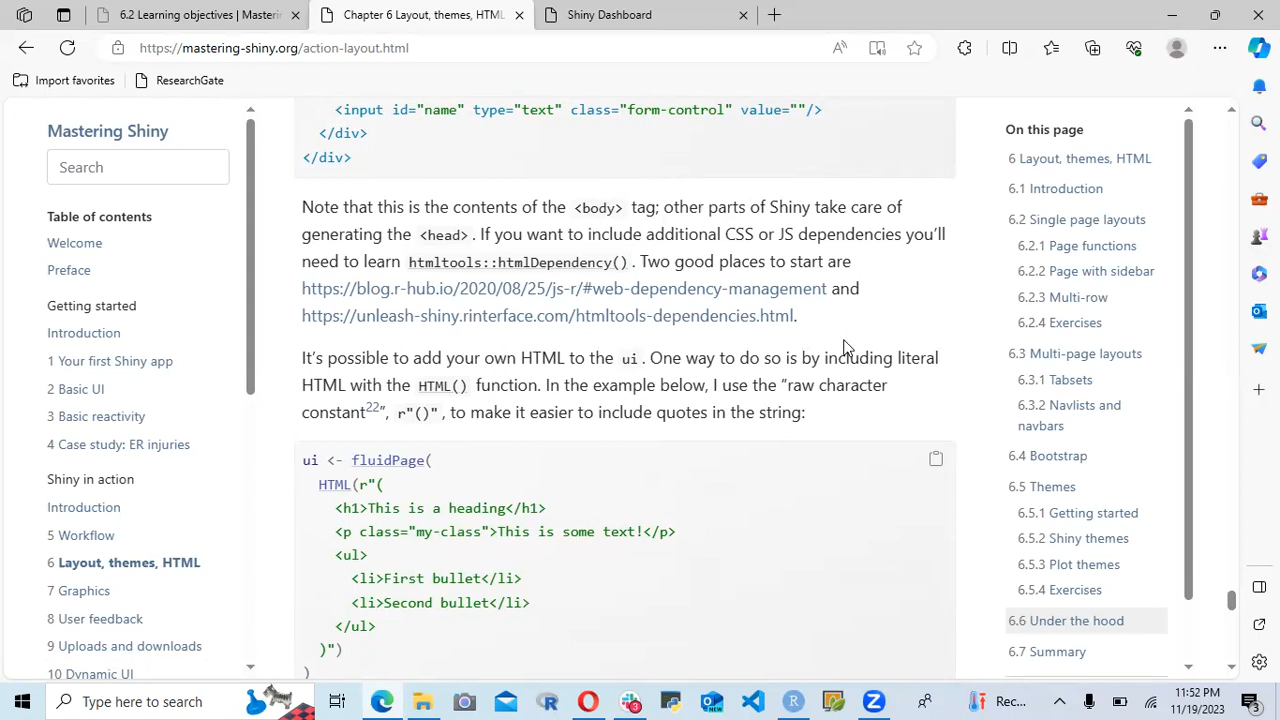 6.2 Learning objectives | Masterin
Chapter 6 Layout, themes, HTML
Shiny Dashboard
https://mastering-shiny.org/action-layout.html
Import favorites
ResearchGate
Mastering Shiny
Search
Table of contents
Welcome
Preface
Getting started
Introduction
1 Your first Shiny app
2 Basic UI
3 Basic reactivity
4 Case study: ER injuries
Shiny in action
Introduction
5 Workflow
6 Layout, themes, HTML
7 Graphics
8 User feedback
9 Uploads and downloads
10 Dynamic UI
<input id="name" type="text" class="form-control" value=""/>
</div>
</div>
Note that this is the contents of the <body> tag; other parts of Shiny take care of
generating the <head>. If you want to include additional CSS or JS dependencies you'll
need to learn htmltools::htmlDependency(). Two good places to start are
https://blog.r-hub.io/2020/08/25/js-r/#web-dependency-management and
https://unleash-shiny.rinterface.com/htmltools-dependencies.html.
It's possible to add your own HTML to the ui. One way to do so is by including literal
HTML with the HTML() function. In the example below, I use the "raw character
constant22", r"()", to make it easier to include quotes in the string:
ui <- fluidPage(
HTML(r"(
<h1>This is a heading</h1>
<p class="my-class">This is some text!</p>
<ul>
<li>First bullet</li>
<li>Second bullet</li>
</ul>
)")
)
On this page
6 Layout, themes, HTML
6.1 Introduction
6.2 Single page layouts
6.2.1 Page functions
6.2.2 Page with sidebar
6.2.3 Multi-row
6.2.4 Exercises
6.3 Multi-page layouts
6.3.1 Tabsets
6.3.2 Navlists and
navbars
6.4 Bootstrap
6.5 Themes
6.5.1 Getting started
6.5.2 Shiny themes
6.5.3 Plot themes
6.5.4 Exercises
6.6 Under the hood
6.7 Summary
Type here to search
3
NEW
R
Rec...
11:52 PM
11/19/2023
3